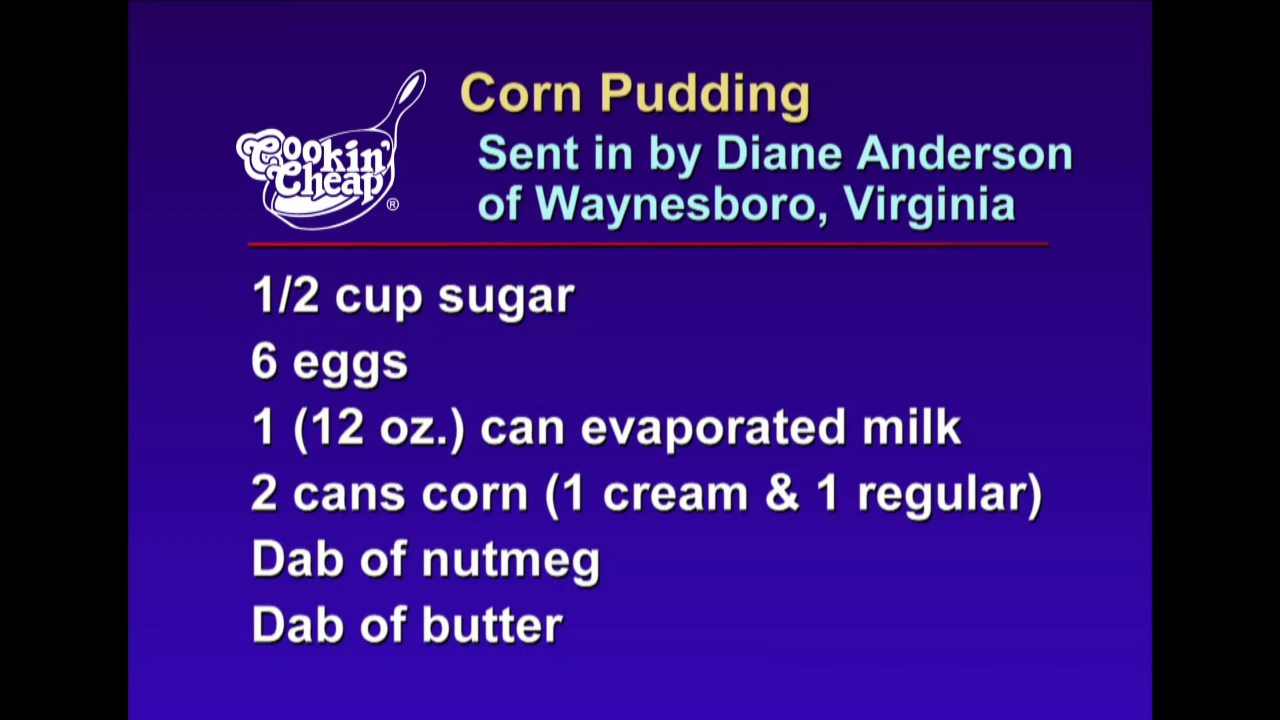 Cookin'
Cheap
®
Corn Pudding
Sent in by Diane Anderson
of Waynesboro, Virginia
1/2 cup sugar
6 eggs
1 (12 oz.) can evaporated milk
2 cans corn (1 cream & 1 regular)
Dab of nutmeg
Dab of butter